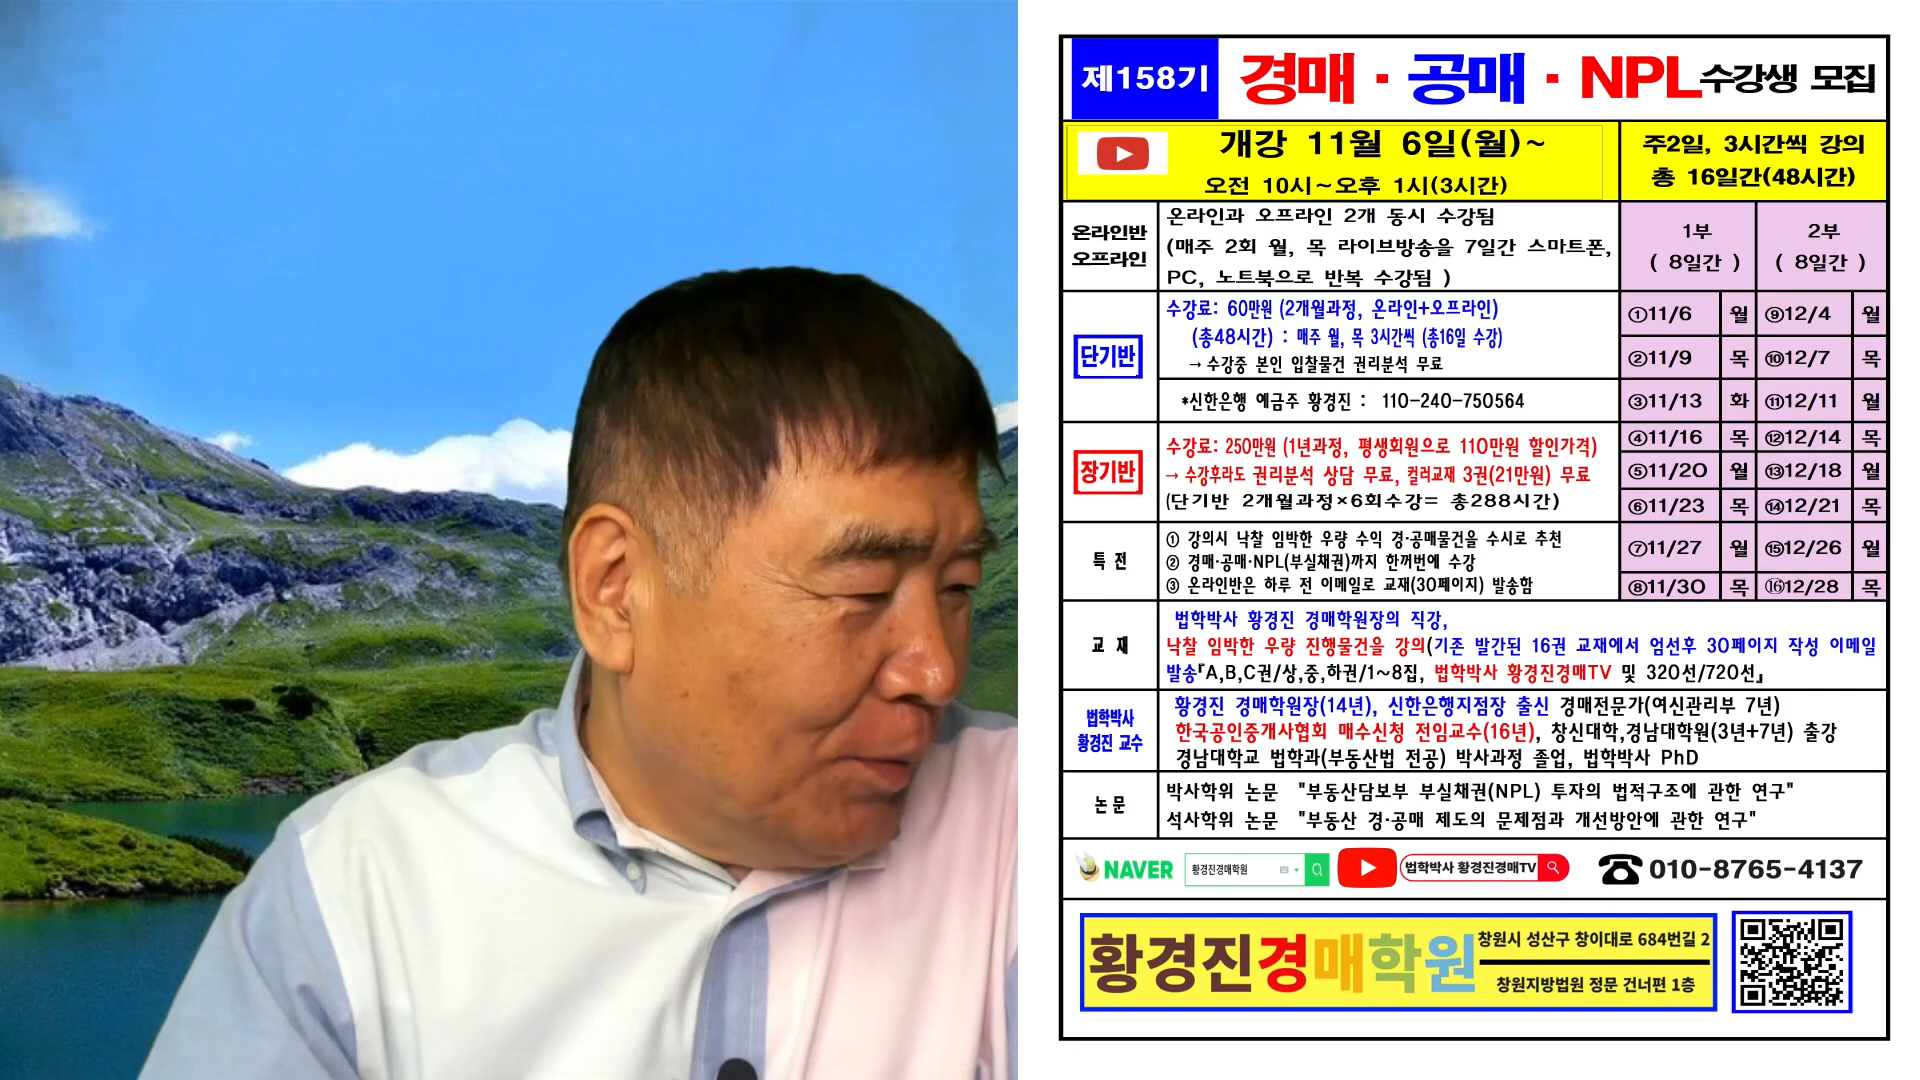 제158기 경매 · 공매 · NPL수강생 모집
개강 11월 6일(월)~
오전 10시~오후 1시(3시간)
주2일, 3시간씩 강의
총 16일간(48시간)
온라인반
오프라인
온라인과 오프라인 2개 동시 수강됨
(매주 2회 월, 목 라이브방송을 7일간 스마트폰,
PC, 노트북으로 반복 수강됨 )
1부
( 8일간 )
2부
( 8일간 )
단기반
수강료: 60만원 (2개월과정, 온라인+오프라인)
(총48시간) : 매주 월, 목 3시간씩 (총16일 수강)
→ 수강중 본인 입찰물건 권리분석 무료
*신한은행 예금주 황경진 : 110-240-750564
장기반
수강료: 250만원 (1년과정, 평생회원으로 110만원 할인가격)
→ 수강후라도 권리분석 상담 무료, 컬러교재 3권(21만원) 무료
(단기반 2개월과정×6회수강= 총288시간)
①11/6 월 ⑨12/4 월
②11/9 목 ⑩12/7 목
③11/13 화 ⑪12/11 월
④11/16 목 ⑫12/14 목
⑤11/20 월 ⑬12/18 월
⑥11/23 목 ⑭12/21 목
⑦11/27 월 ⑮12/26 월
⑧11/30 목 ⑯12/28 목
특 전
① 강의시 낙찰 임박한 우량 수익 경·공매물건을 수시로 추천
② 경매·공매·NPL(부실채권)까지 한꺼번에 수강
③ 온라인반은 하루 전 이메일로 교재(30페이지) 발송함
교 재
법학박사 황경진 경매학원장의 직강,
낙찰 임박한 우량 진행물건을 강의(기존 발간된 16권 교재에서 엄선후 30페이지 작성 이메일
발송『A,B,C권/상,중,하권/1~8집, 법학박사 황경진경매TV 및 320선/720선』
법학박사
황경진 교수
황경진 경매학원장(14년), 신한은행지점장 출신 경매전문가(여신관리부 7년)
한국공인중개사협회 매수신청 전임교수(16년), 창신대학,경남대학원(3년+7년) 출강
경남대학교 법학과(부동산법 전공) 박사과정 졸업, 법학박사 PhD
논 문
박사학위 논문 "부동산담보부 부실채권(NPL) 투자의 법적구조에 관한 연구"
석사학위 논문 "부동산 경·공매 제도의 문제점과 개선방안에 관한 연구"
NAVER 황경진경매학원 법학박사 황경진경매TV 010-8765-4137
황경진경매학원
창원시 성산구 창이대로 684번길 2
창원지방법원 정문 건너편 1층